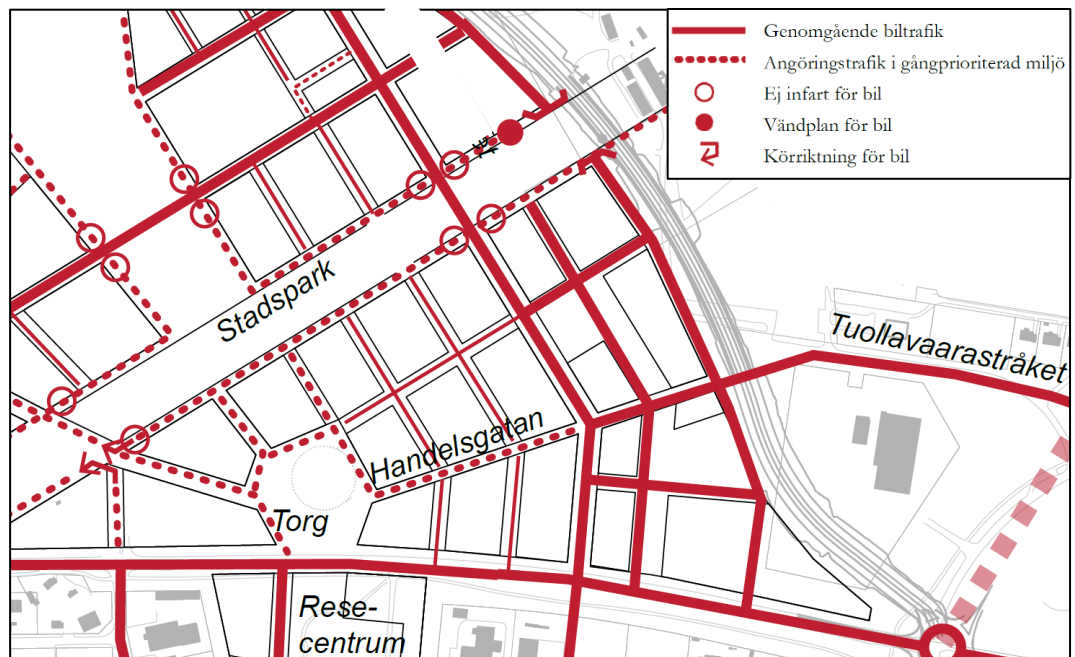 Genomgående biltrafik
Angöringstrafik i gångprioriterad miljö
Ej infart för bil
Vändplan för bil
Körriktning för bil
Stadspark
Tuollavaarastråket
Handelsgatan
Torg
Rese-
centrum